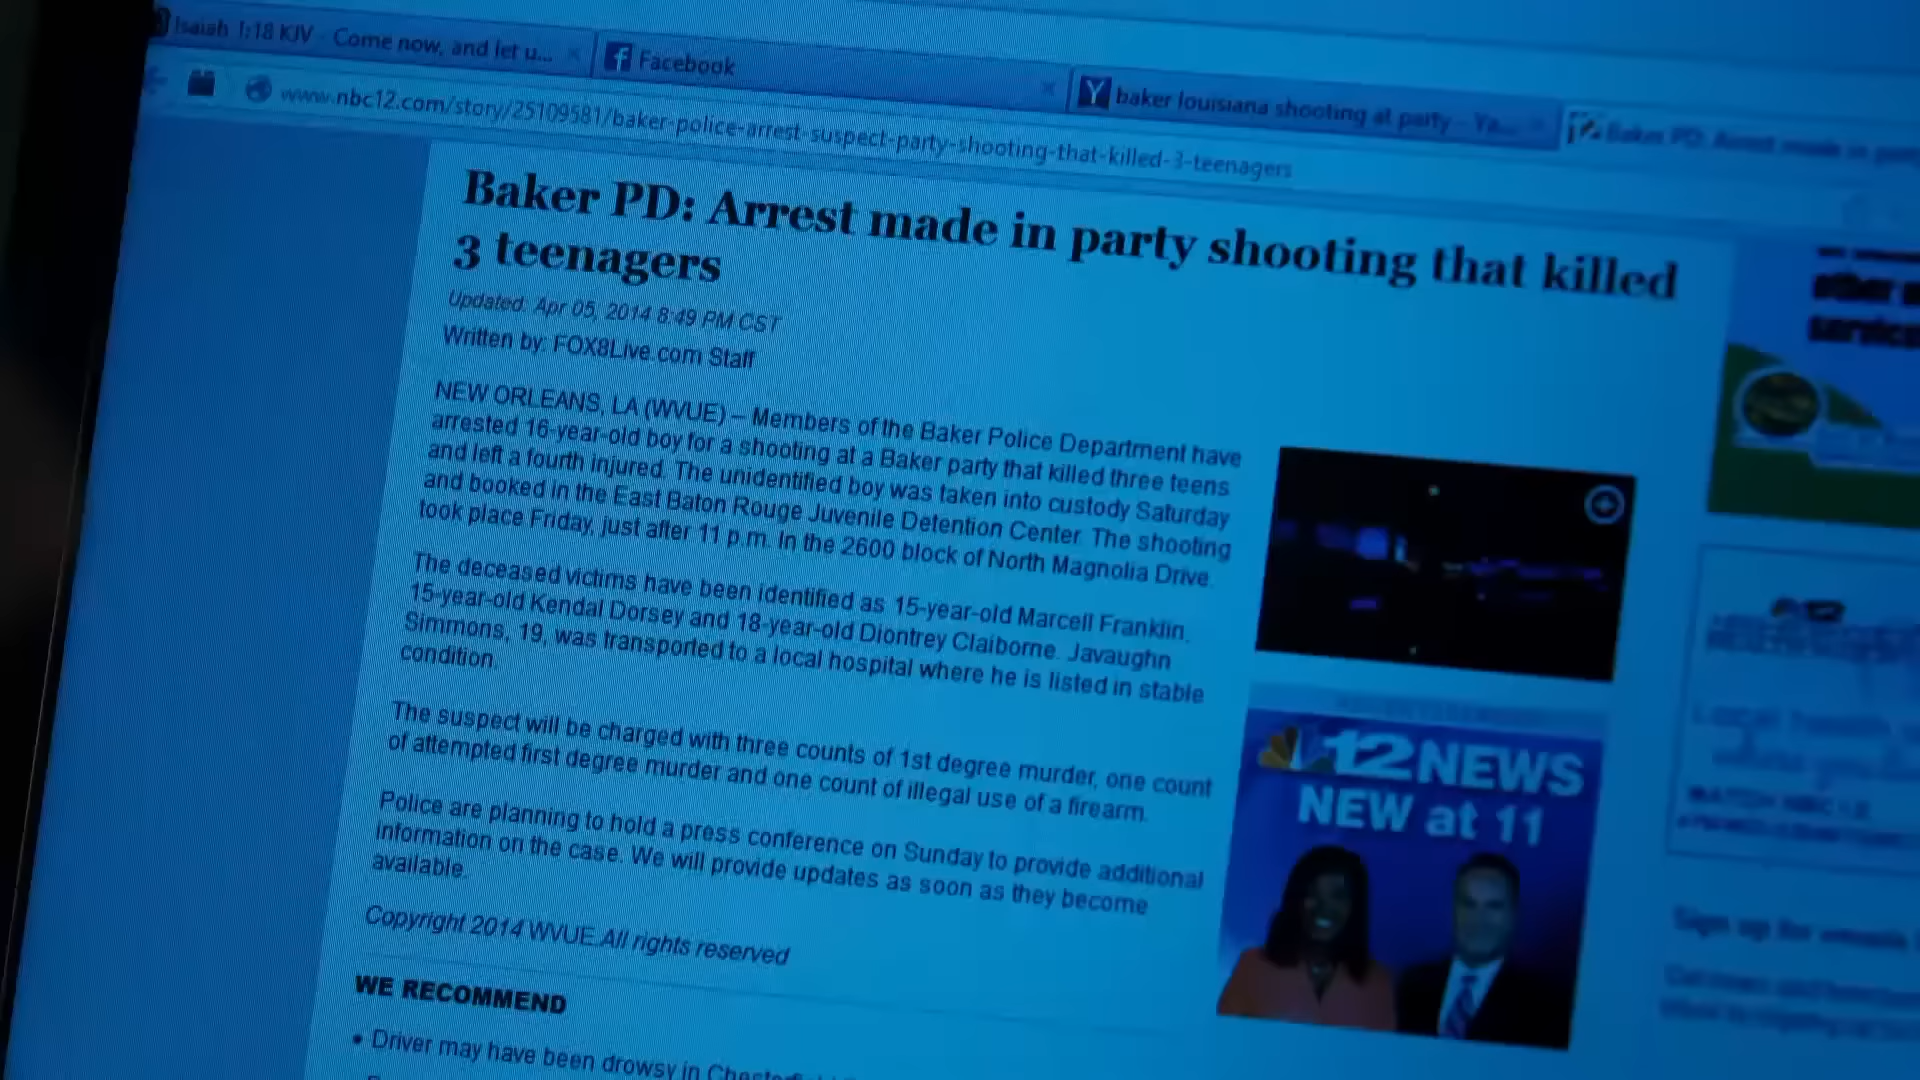 Isaiah 1:18 KJV - Come now, and let u...
Facebook
baker louisiana shooting at party - Ya...
Baker PD: Arrest made in party
www.nbc12.com/story/25109581/baker-police-arrest-suspect-party-shooting-that-killed-3-teenagers
Baker PD: Arrest made in party shooting that killed
3 teenagers
Updated: Apr 05, 2014 8:49 PM CST
Written by: FOX8Live.com Staff
NEW ORLEANS, LA (WVUE) – Members of the Baker Police Department have
arrested 16-year-old boy for a shooting at a Baker party that killed three teens
and left a fourth injured. The unidentified boy was taken into custody Saturday
and booked in the East Baton Rouge Juvenile Detention Center. The shooting
took place Friday, just after 11 p.m. in the 2600 block of North Magnolia Drive.
The deceased victims have been identified as 15-year-old Marcell Franklin,
15-year-old Kendal Dorsey and 18-year-old Diontrey Claiborne. Javaughn
Simmons, 19, was transported to a local hospital where he is listed in stable
condition.
The suspect will be charged with three counts of 1st degree murder, one count
of attempted first degree murder and one count of illegal use of a firearm.
Police are planning to hold a press conference on Sunday to provide additional
information on the case. We will provide updates as soon as they become
available.
Copyright 2014 WVUE.All rights reserved
WE RECOMMEND
• Driver may have been drowsy in
12 NEWS
NEW at 11
other
Sign up for